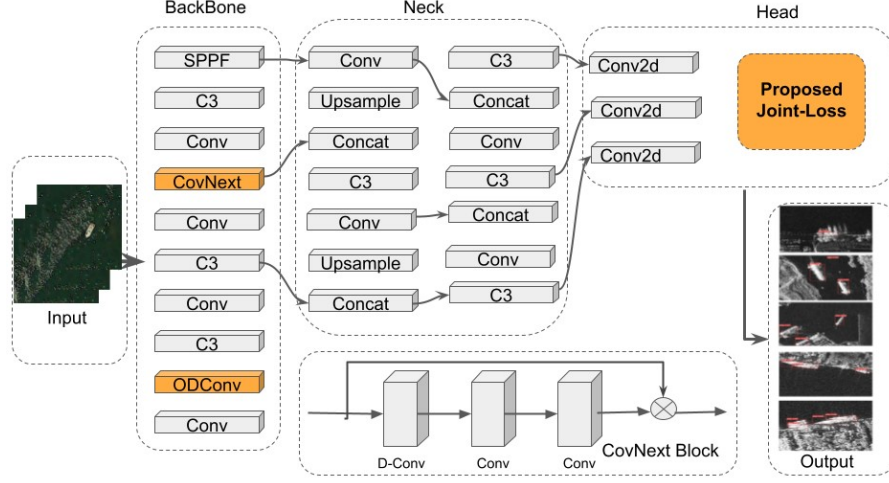 BackBone
Neck
Head
SPPF
C3
Conv
CovNext
Conv
C3
Conv
C3
ODConv
Conv
Conv
Upsample
Concat
C3
Conv
Upsample
Concat
C3
Concat
Conv
C3
Concat
Conv
C3
Conv2d
Conv2d
Conv2d
Proposed
Joint-Loss
Input
D-Conv
Conv
Conv
CovNext Block
Output